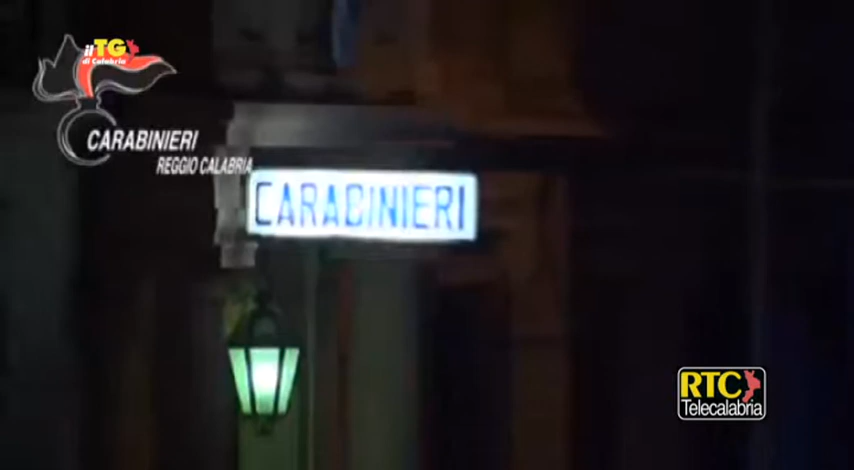 il TG
di Calabria
CARABINIERI
REGGIO CALABRIA
CARABINIERI
RTC
Telecalabria